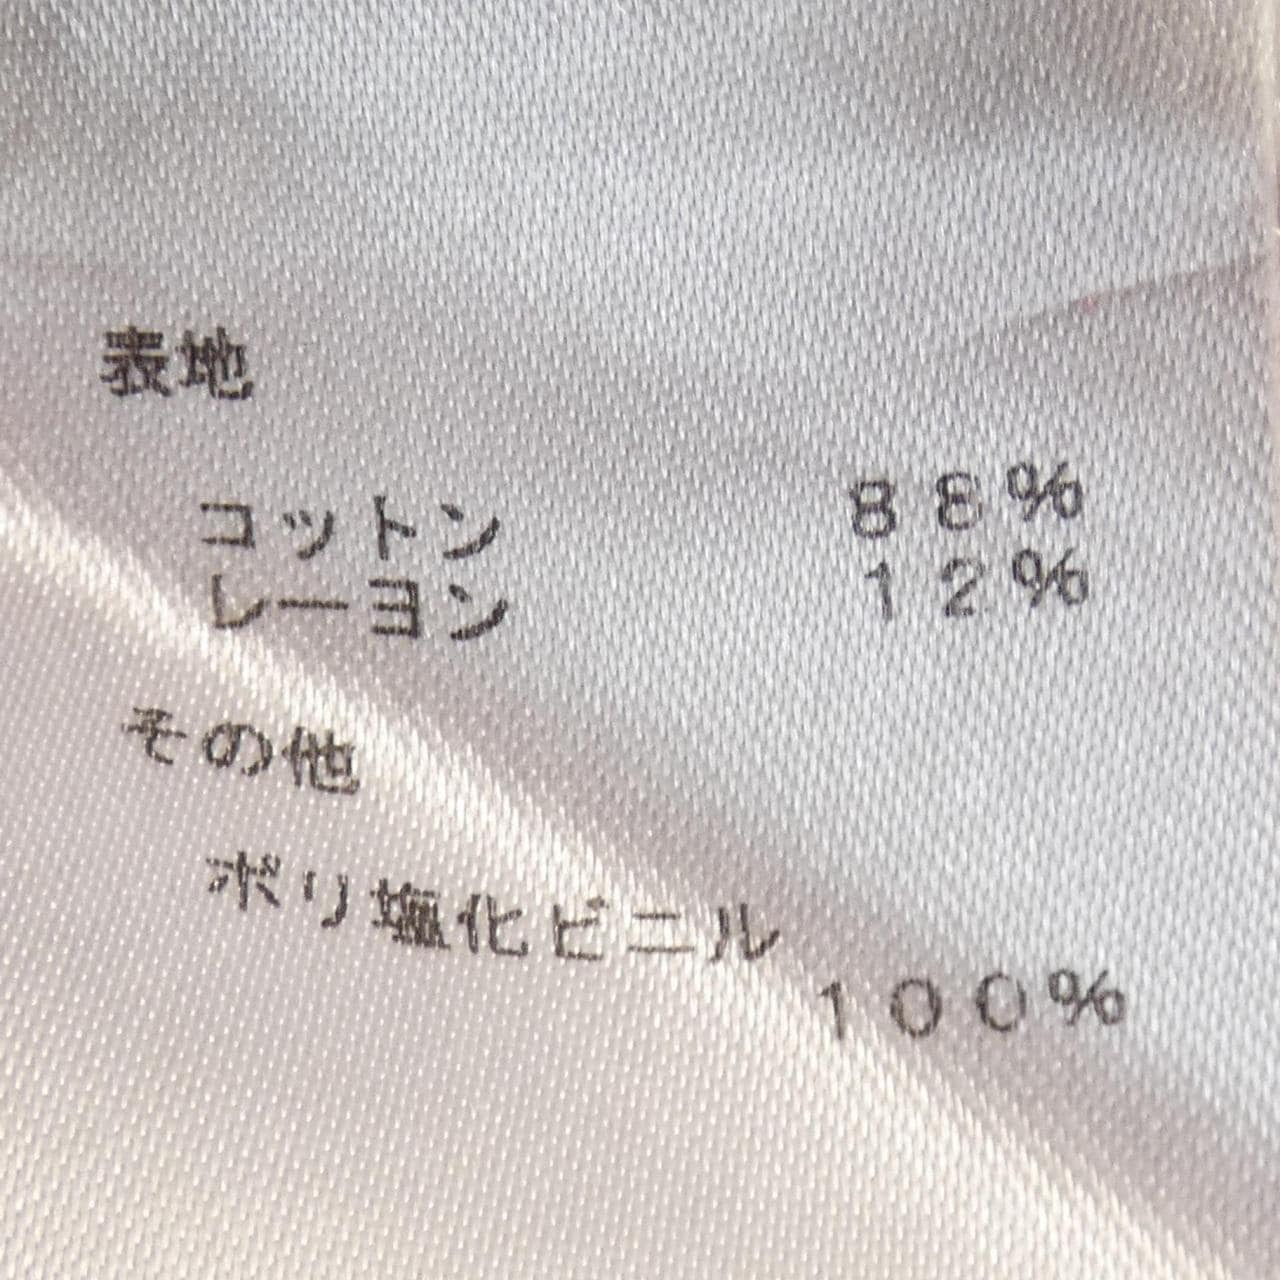 表地
コットン 88%
レーヨン 12%
その他
ポリ塩化ビニル
100%